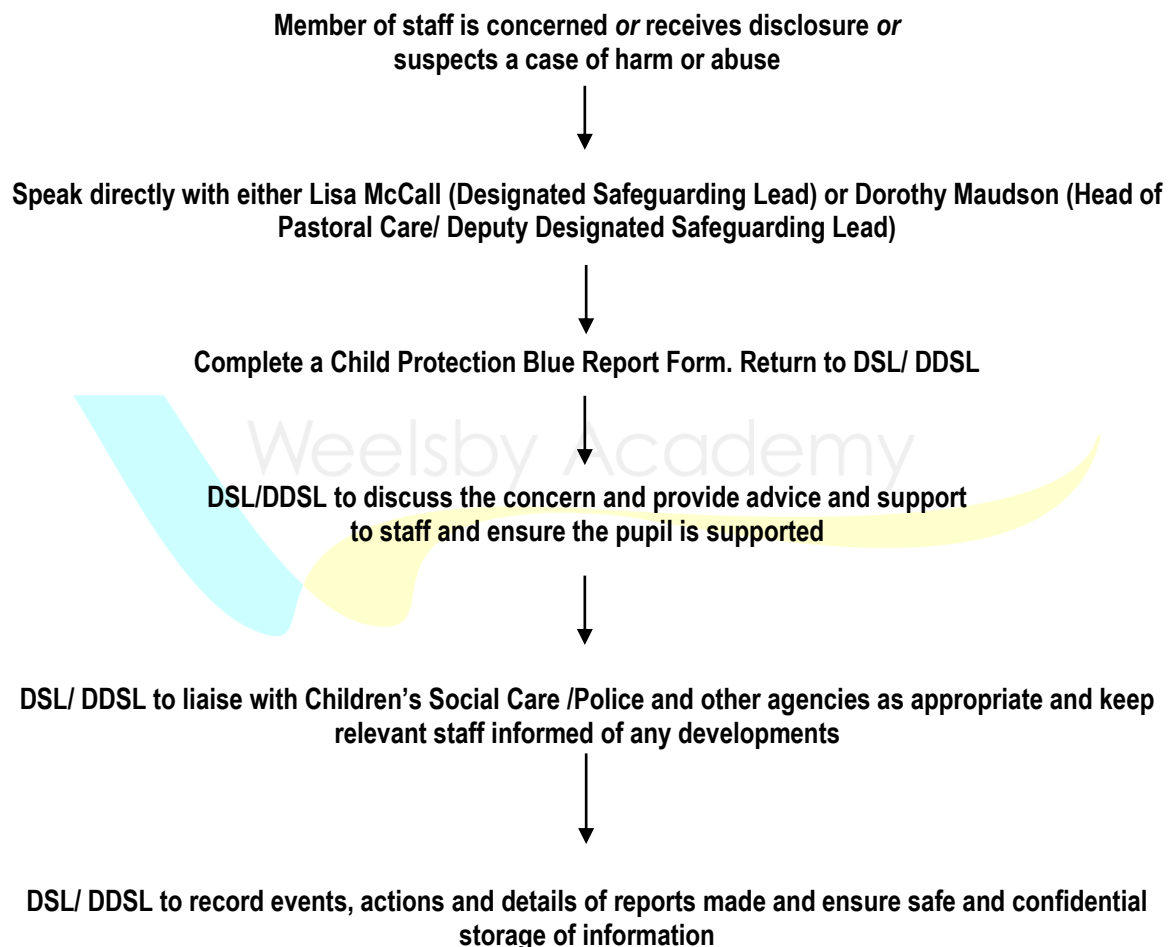 Member of staff is concerned or receives disclosure or
suspects a case of harm or abuse
Speak directly with either Lisa McCall (Designated Safeguarding Lead) or Dorothy Maudson (Head of
Pastoral Care/ Deputy Designated Safeguarding Lead)
Complete a Child Protection Blue Report Form. Return to DSL/ DDSL
Weelsby Academy
DSL/DDSL to discuss the concern and provide advice and support
to staff and ensure the pupil is supported
DSL/ DDSL to liaise with Children’s Social Care /Police and other agencies as appropriate and keep
relevant staff informed of any developments
DSL/ DDSL to record events, actions and details of reports made and ensure safe and confidential
storage of information